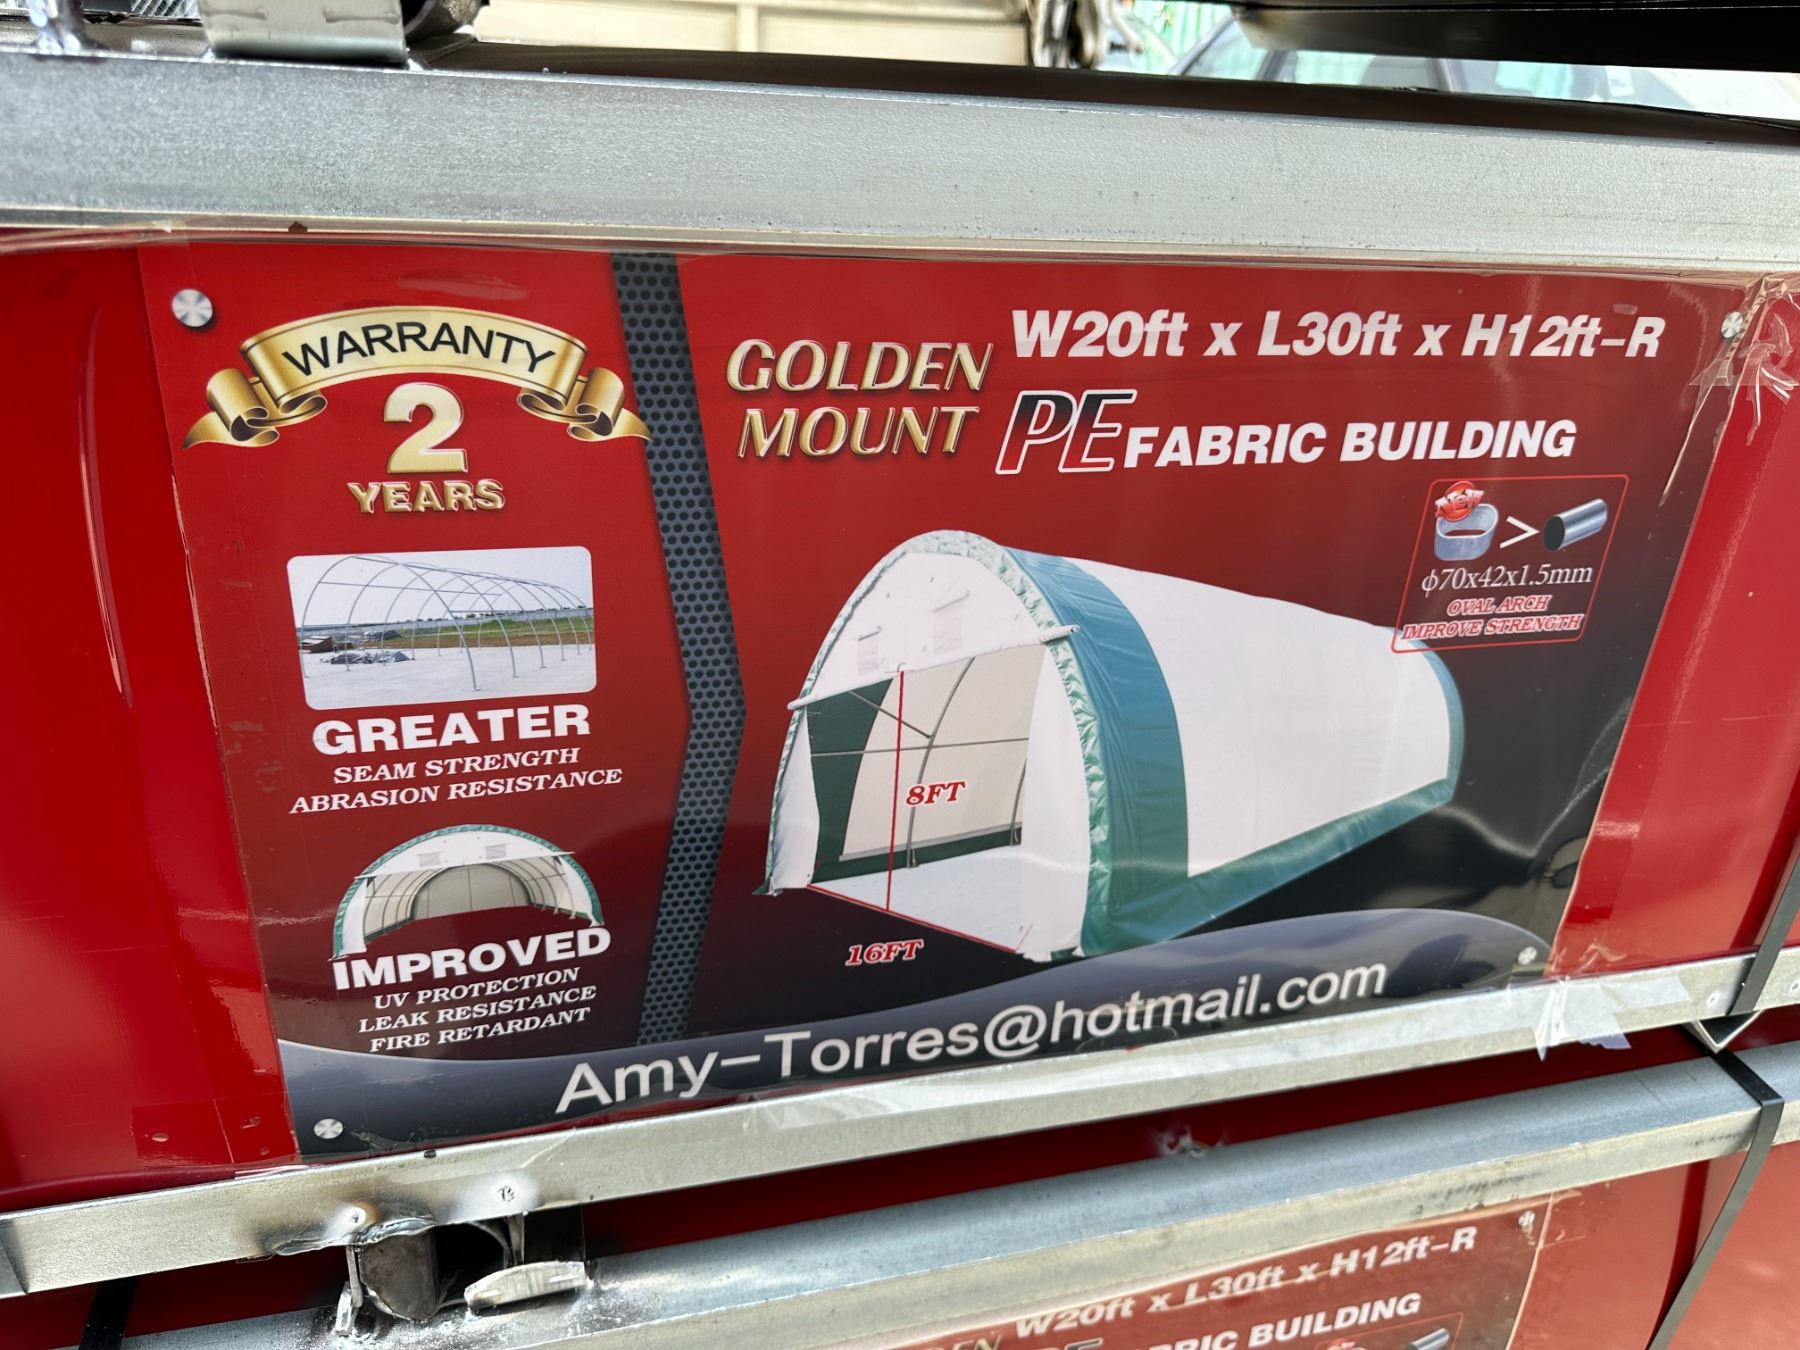 WARRANTY
2
YEARS
GREATER
SEAM STRENGTH
ABRASION RESISTANCE
IMPROVED
UV PROTECTION
LEAK RESISTANCE
FIRE RETARDANT
GOLDEN
MOUNT
W20ft x L30ft x H12ft-R
PE FABRIC BUILDING
NEW
>
ϕ70x42x1.5mm
OVAL ARCH
IMPROVE STRENGTH
8FT
16FT
Amy-Torres@hotmail.com
W20ft x L30ft x H12ft-R
BUILDING